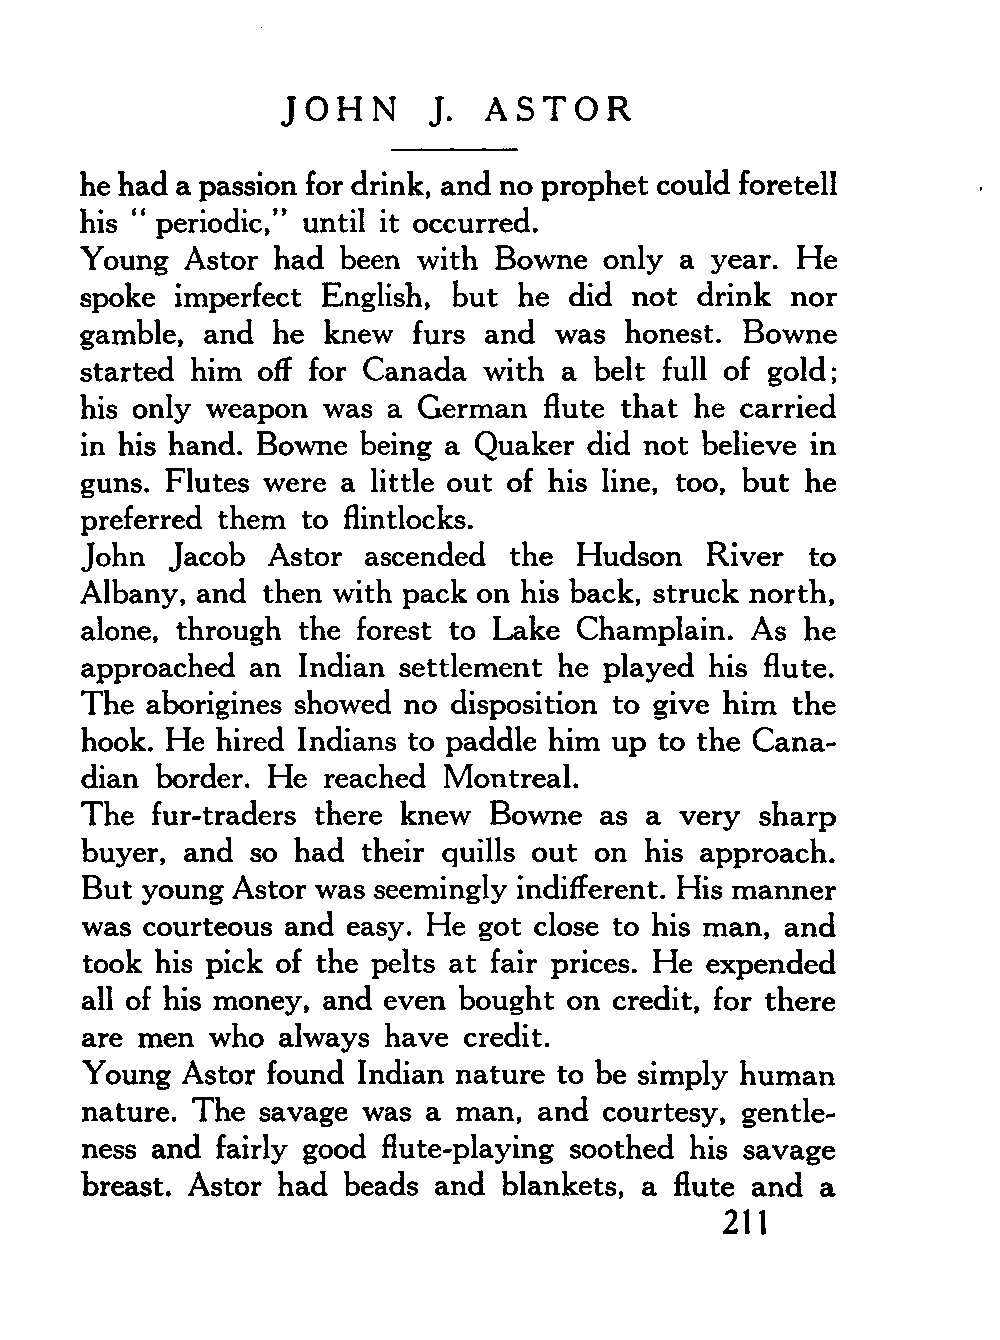 JOHN J. ASTOR
he had a passion for drink, and no prophet could foretell
his " periodic," until it occurred.
Young Astor had been with Bowne only a year. He
spoke imperfect English, but he did not drink nor
gamble, and he knew furs and was honest. Bowne
started him off for Canada with a belt full of gold;
his only weapon was a German flute that he carried
in his hand. Bowne being a Quaker did not believe in
guns. Flutes were a little out of his line, too, but he
preferred them to flintlocks.
John Jacob Astor ascended the Hudson River to
Albany, and then with pack on his back, struck north,
alone, through the forest to Lake Champlain. As he
approached an Indian settlement he played his flute.
The aborigines showed no disposition to give him the
hook. He hired Indians to paddle him up to the Cana-
dian border. He reached Montreal.
The fur-traders there knew Bowne as a very sharp
buyer, and so had their quills out on his approach.
But young Astor was seemingly indifferent. His manner
was courteous and easy. He got close to his man, and
took his pick of the pelts at fair prices. He expended
all of his money, and even bought on credit, for there
are men who always have credit.
Young Astor found Indian nature to be simply human
nature. The savage was a man, and courtesy, gentle-
ness and fairly good flute-playing soothed his savage
breast. Astor had beads and blankets, a flute and a
211